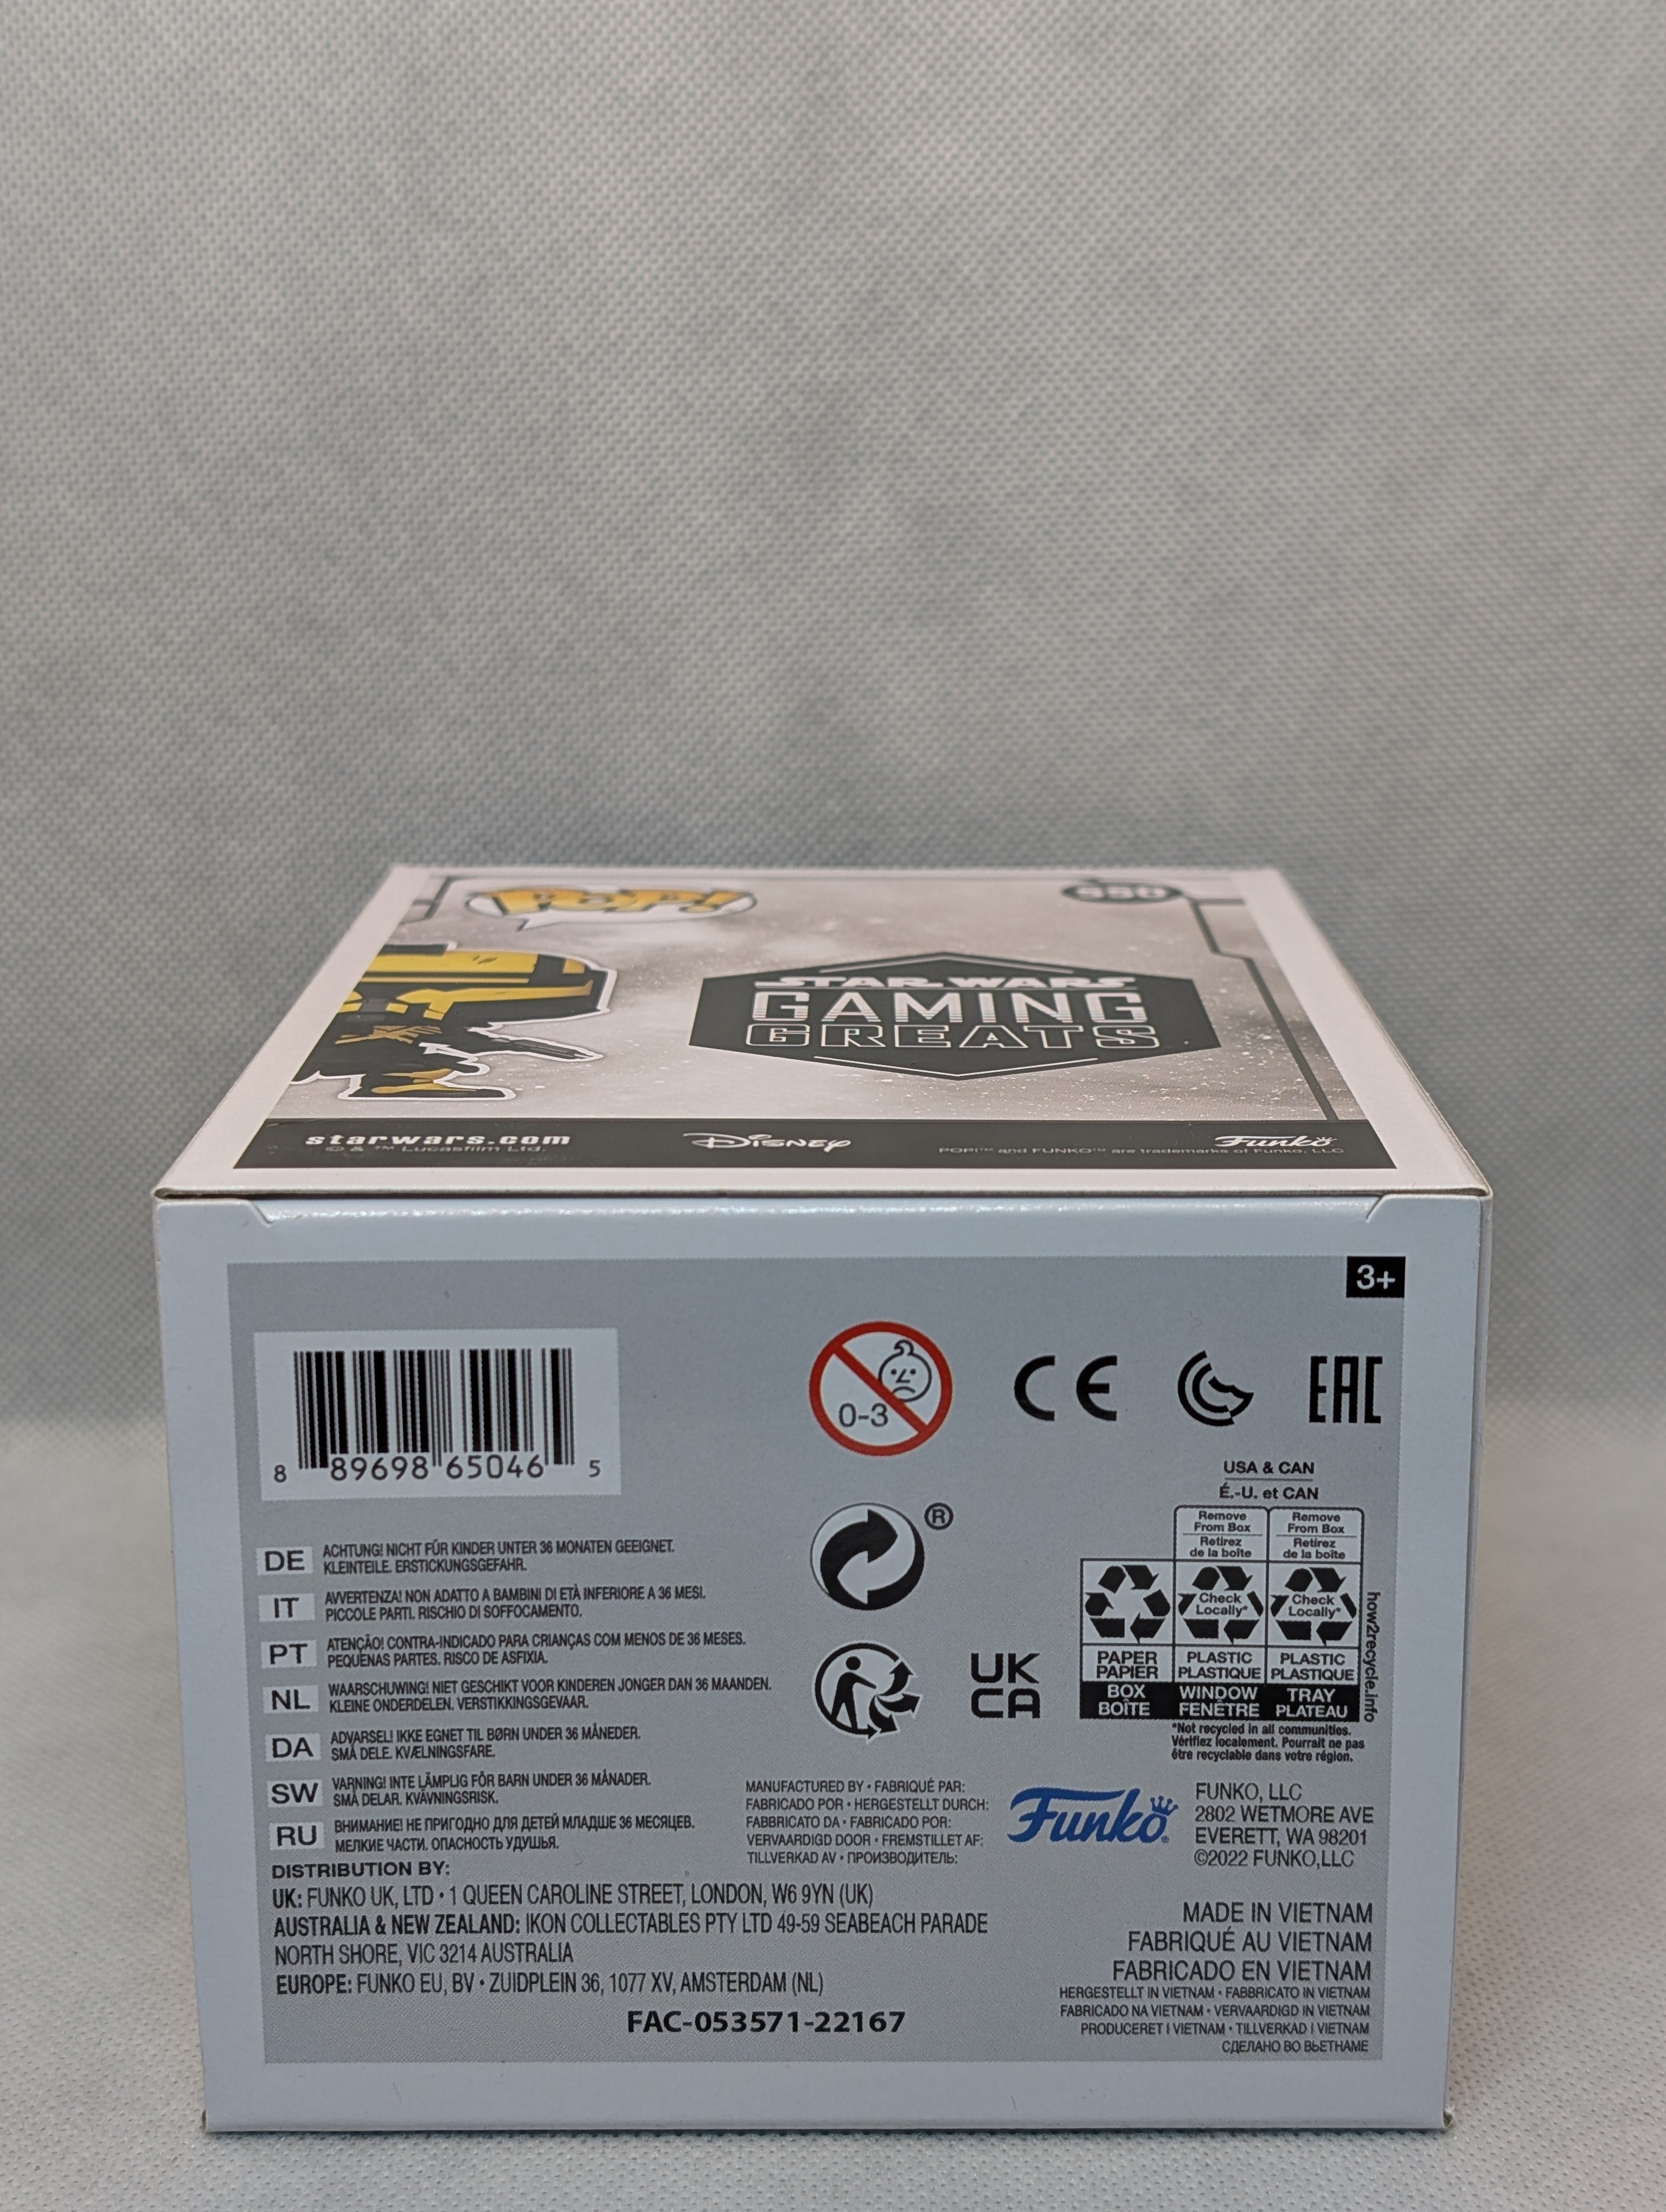 POP!
550
STAR WARS
GAMING
GREATS
starwars.com
© & ™ Lucasfilm Ltd.
Disney
POP!™ and FUNKO™ are trademarks of Funko, LLC
Funko
3+
8 89698 65046 5
0-3
CE
EAC
®
USA & CAN
É.-U. et CAN
Remove From Box
Retirez de la boîte
Remove From Box
Retirez de la boîte
Check Locally*
Check Locally*
PAPER PAPIER
PLASTIC PLASTIQUE
PLASTIC PLASTIQUE
BOX BOÎTE
WINDOW FENÊTRE
TRAY PLATEAU
how2recycle.info
*Not recycled in all communities.
Vérifiez localement. Pourrait ne pas
être recyclable dans votre région.
UK
CA
DE ACHTUNG! NICHT FÜR KINDER UNTER 36 MONATEN GEEIGNET.
KLEINTEILE. ERSTICKUNGSGEFAHR.
IT AVVERTENZA! NON ADATTO A BAMBINI DI ETÀ INFERIORE A 36 MESI.
PICCOLE PARTI. RISCHIO DI SOFFOCAMENTO.
PT ATENÇÃO! CONTRA-INDICADO PARA CRIANÇAS COM MENOS DE 36 MESES.
PEQUENAS PARTES. RISCO DE ASFIXIA.
NL WAARSCHUWING! NIET GESCHIKT VOOR KINDEREN JONGER DAN 36 MAANDEN.
KLEINE ONDERDELEN. VERSTIKKINGSGEVAAR.
DA ADVARSEL! IKKE EGNET TIL BØRN UNDER 36 MÅNEDER.
SMÅ DELE. KVÆLNINGSFARE.
SW VARNING! INTE LÄMPLIG FÖR BARN UNDER 36 MÅNADER.
SMÅ DELAR. KVÄVNINGSRISK.
RU ВНИМАНИЕ! НЕ ПРИГОДНО ДЛЯ ДЕТЕЙ МЛАДШЕ 36 МЕСЯЦЕВ.
МЕЛКИЕ ЧАСТИ. ОПАСНОСТЬ УДУШЬЯ.
MANUFACTURED BY • FABRIQUÉ PAR:
FABRICADO POR • HERGESTELLT DURCH:
FABBRICATO DA • FABRICADO POR:
VERVAARDIGD DOOR • FREMSTILLET AF:
TILLVERKAD AV • ПРОИЗВОДИТЕЛЬ:
Funko
FUNKO, LLC
2802 WETMORE AVE
EVERETT, WA 98201
©2022 FUNKO,LLC
DISTRIBUTION BY:
UK: FUNKO UK, LTD • 1 QUEEN CAROLINE STREET, LONDON, W6 9YN (UK)
AUSTRALIA & NEW ZEALAND: IKON COLLECTABLES PTY LTD 49-59 SEABEACH PARADE
NORTH SHORE, VIC 3214 AUSTRALIA
EUROPE: FUNKO EU, BV • ZUIDPLEIN 36, 1077 XV, AMSTERDAM (NL)
FAC-053571-22167
MADE IN VIETNAM
FABRIQUÉ AU VIETNAM
FABRICADO EN VIETNAM
HERGESTELLT IN VIETNAM • FABBRICATO IN VIETNAM
FABRICADO NA VIETNAM • VERVAARDIGD IN VIETNAM
PRODUCERET I VIETNAM • TILLVERKAD I VIETNAM
СДЕЛАНО ВО ВЬЕТНАМЕ